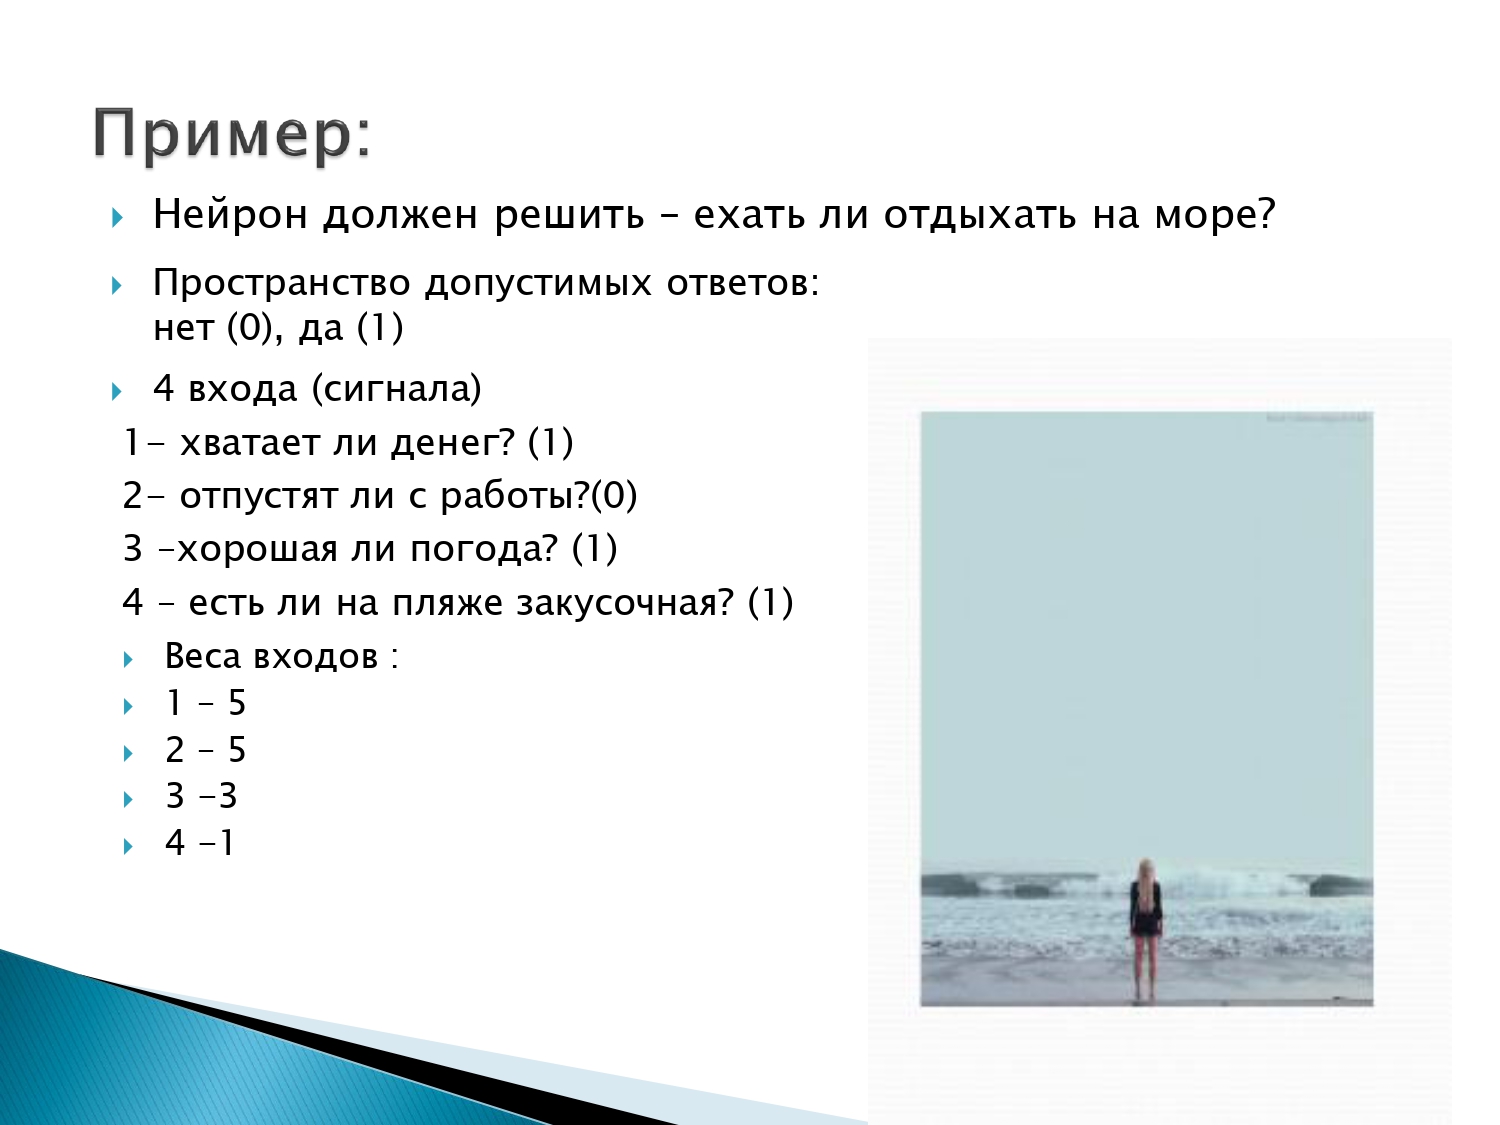 Пример:
Нейрон должен решить – ехать ли отдыхать на море?
Пространство допустимых ответов:
нет (0), да (1)
4 входа (сигнала)
1- хватает ли денег? (1)
2- отпустят ли с работы?(0)
3 -хорошая ли погода? (1)
4 – есть ли на пляже закусочная? (1)
Веса входов :
1 – 5
2 – 5
3 -3
4 -1